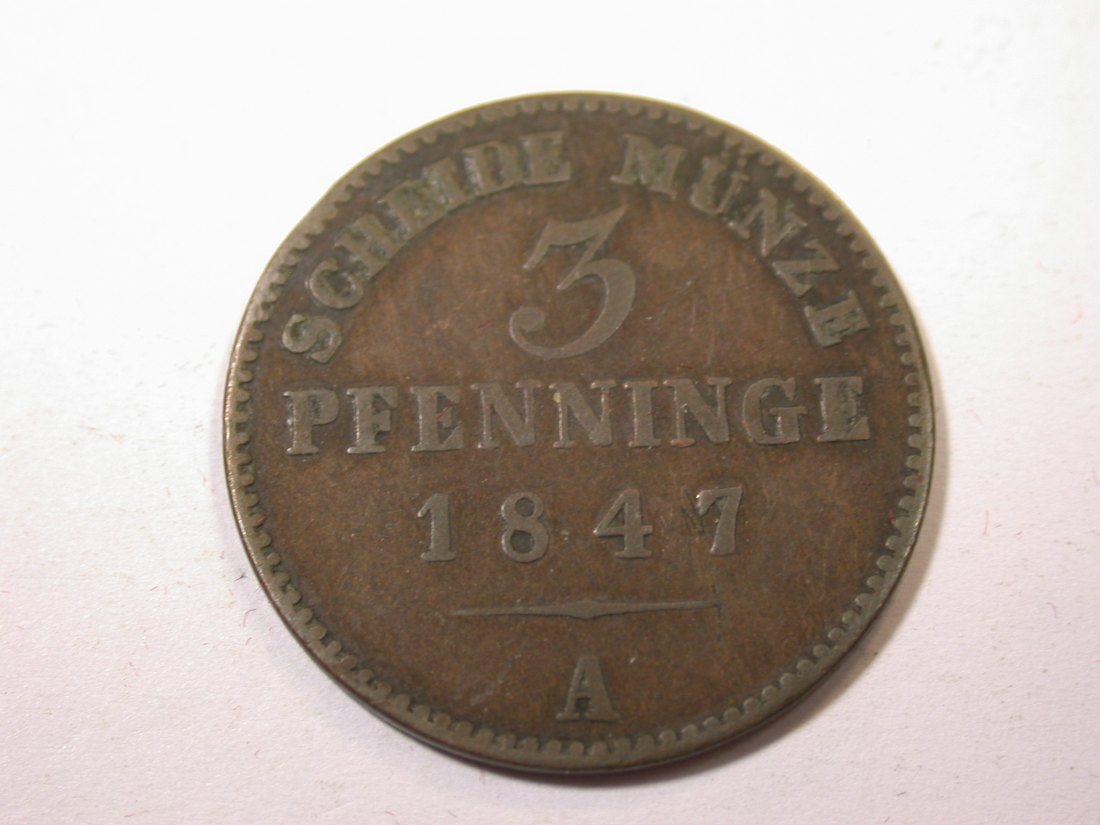 SCHEIDE MÜNZE
3
PFENNINGE
1847
A